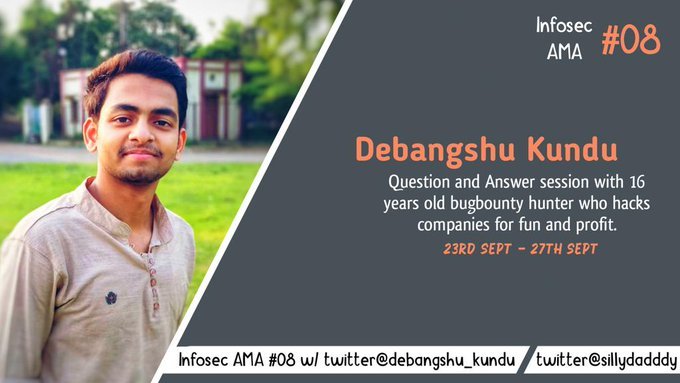 Infosec
AMA
#08
Debangshu Kundu
Question and Answer session with 16
years old bugbounty hunter who hacks
companies for fun and profit.
23RD SEPT - 27TH SEPT
Infosec AMA #08 w/ twitter@debangshu_kundu
twitter@sillydadddy